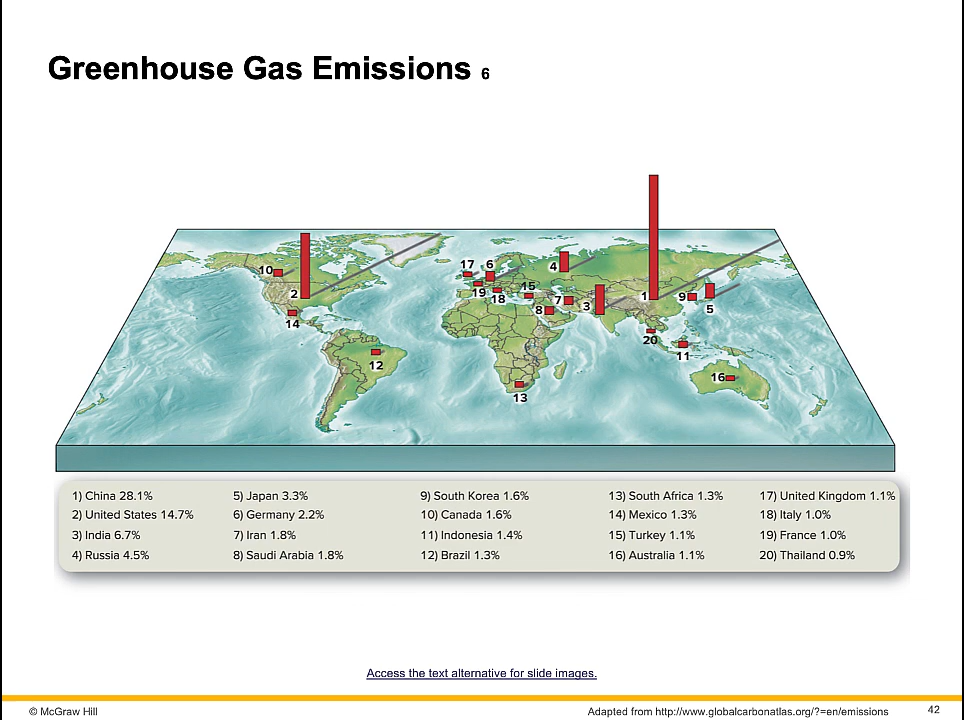 Greenhouse Gas Emissions 6
17 6
10 4
2 19 18 15 7 3 1 9
8 5
14
20
12 11
16
13
1) China 28.1% 5) Japan 3.3% 9) South Korea 1.6% 13) South Africa 1.3% 17) United Kingdom 1.1%
2) United States 14.7% 6) Germany 2.2% 10) Canada 1.6% 14) Mexico 1.3% 18) Italy 1.0%
3) India 6.7% 7) Iran 1.8% 11) Indonesia 1.4% 15) Turkey 1.1% 19) France 1.0%
4) Russia 4.5% 8) Saudi Arabia 1.8% 12) Brazil 1.3% 16) Australia 1.1% 20) Thailand 0.9%
Access the text alternative for slide images.
© McGraw Hill Adapted from http://www.globalcarbonatlas.org/?=en/emissions 42